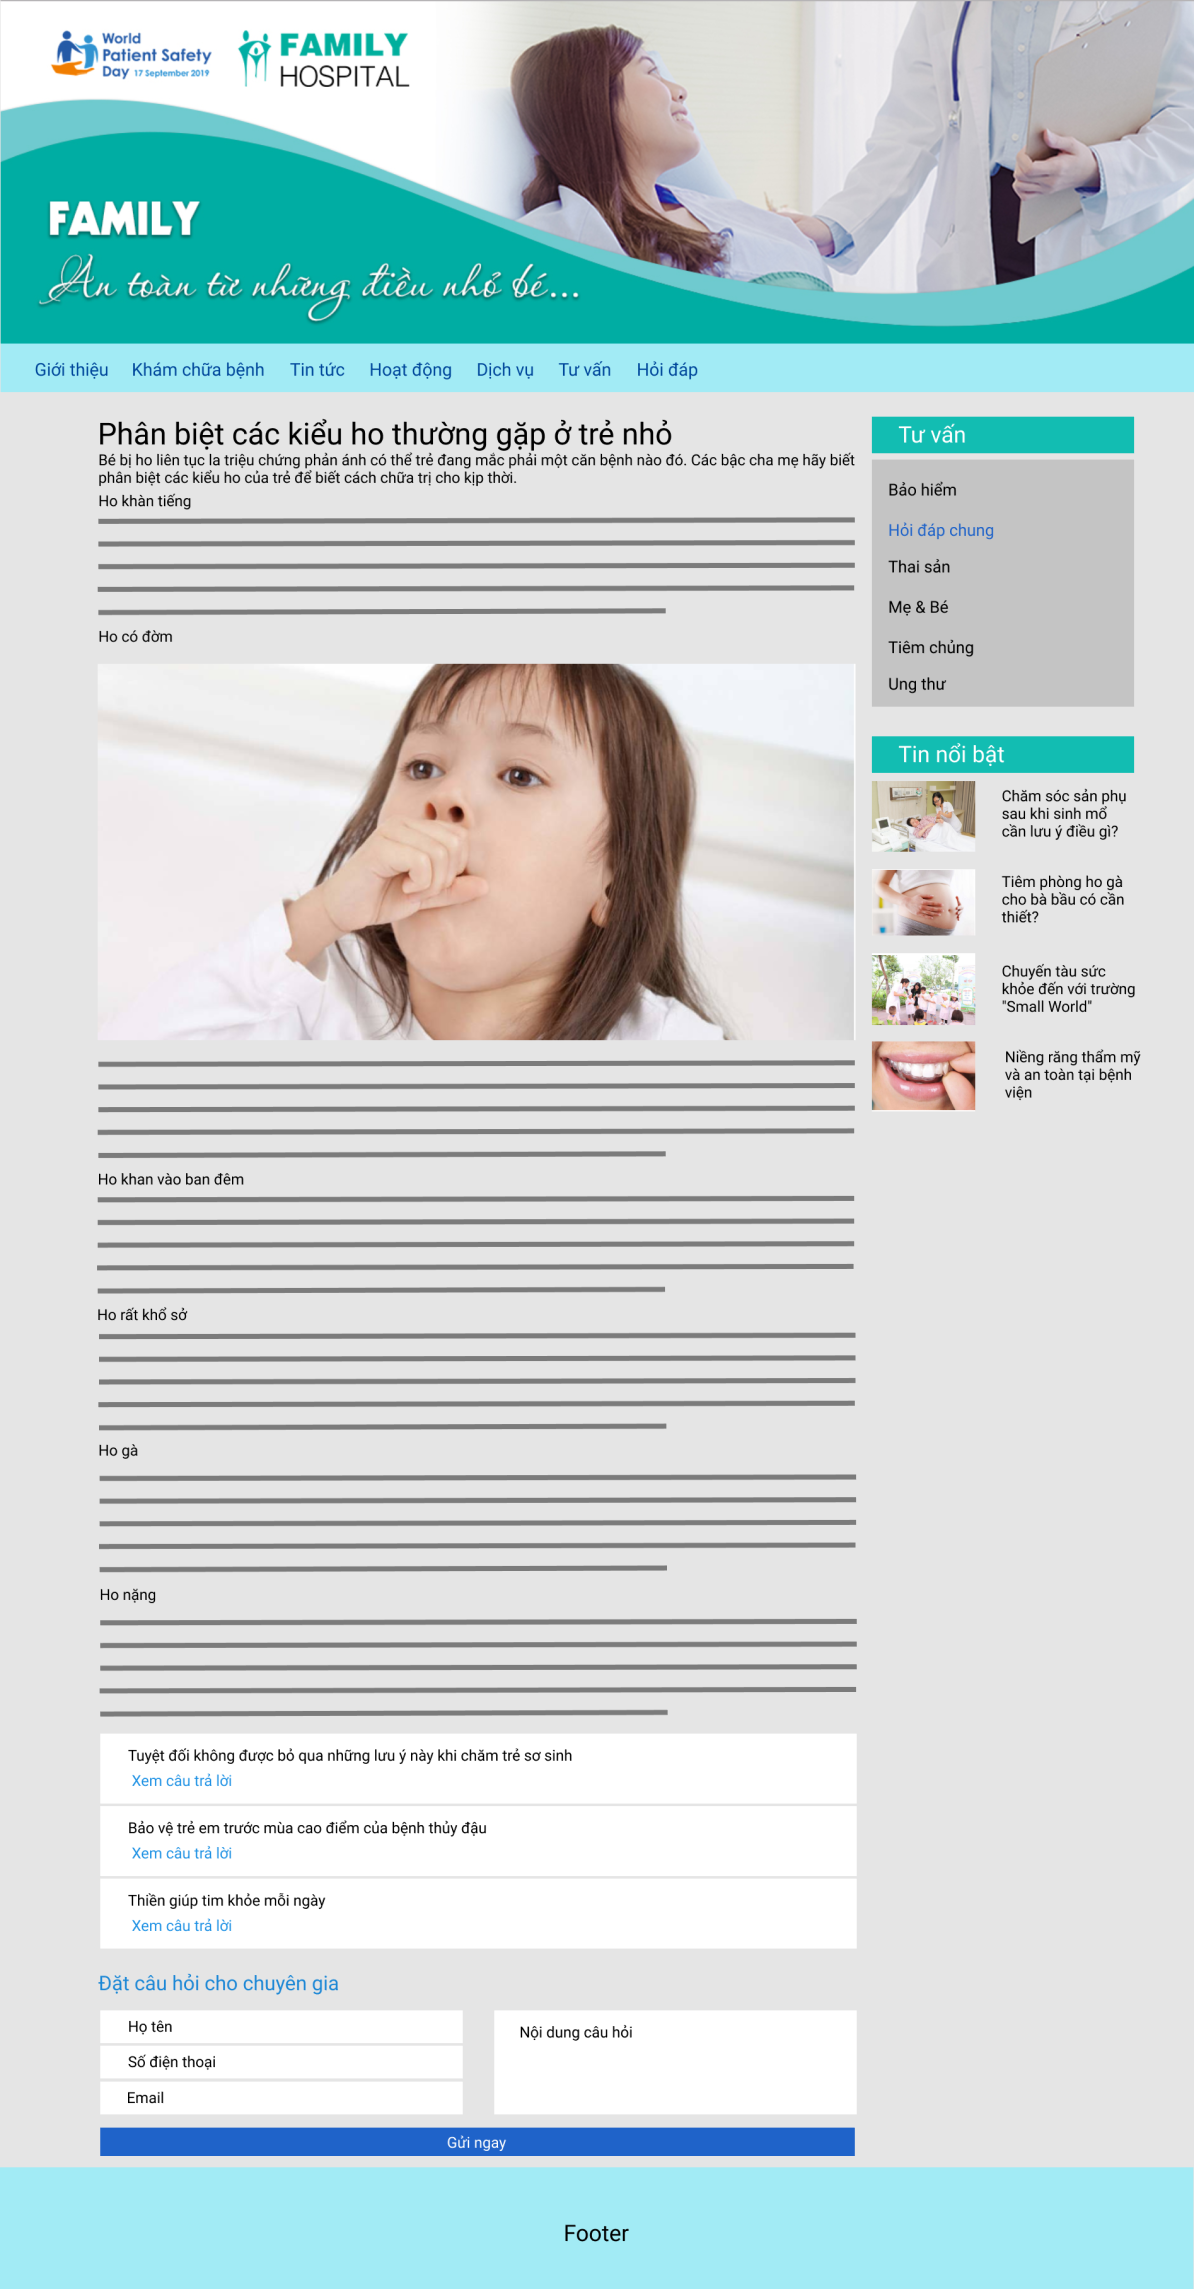 World
Patient Safety
Day 17 September 2019
FAMILY
HOSPITAL
FAMILY
An toàn từ những điều nhỏ bé...
Giới thiệu
Khám chữa bệnh
Tin tức
Hoạt động
Dịch vụ
Tư vấn
Hỏi đáp
Phân biệt các kiểu ho thường gặp ở trẻ nhỏ
Bé bị ho liên tục la triệu chứng phản ánh có thể trẻ đang mắc phải một căn bệnh nào đó. Các bậc cha mẹ hãy biết
phân biệt các kiểu ho của trẻ để biết cách chữa trị cho kịp thời.
Ho khàn tiếng
Ho có đờm
Ho khan vào ban đêm
Ho rất khổ sở
Ho gà
Ho nặng
Tuyệt đối không được bỏ qua những lưu ý này khi chăm trẻ sơ sinh
Xem câu trả lời
Bảo vệ trẻ em trước mùa cao điểm của bệnh thủy đậu
Xem câu trả lời
Thiền giúp tim khỏe mỗi ngày
Xem câu trả lời
Đặt câu hỏi cho chuyên gia
Họ tên
Số điện thoại
Email
Nội dung câu hỏi
Gửi ngay
Tư vấn
Bảo hiểm
Hỏi đáp chung
Thai sản
Mẹ & Bé
Tiêm chủng
Ung thư
Tin nổi bật
Chăm sóc sản phụ
sau khi sinh mổ
cần lưu ý điều gì?
Tiêm phòng ho gà
cho bà bầu có cần
thiết?
Chuyến tàu sức
khỏe đến với trường
"Small World"
Niềng răng thẩm mỹ
và an toàn tại bệnh
viện
Footer